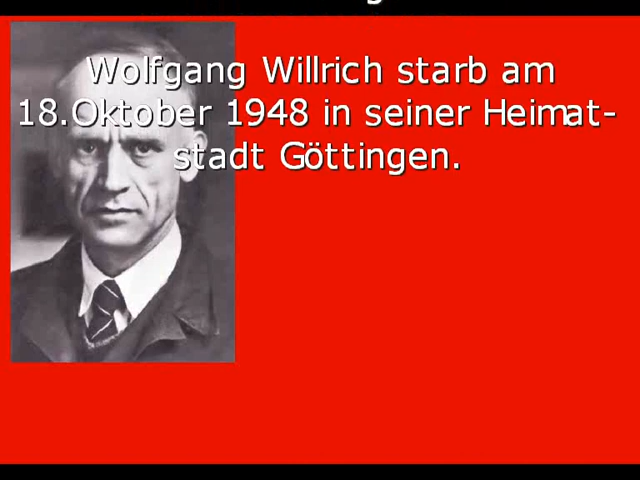 Wolfgang Willrich starb am
18.Oktober 1948 in seiner Heimat-
stadt Göttingen.